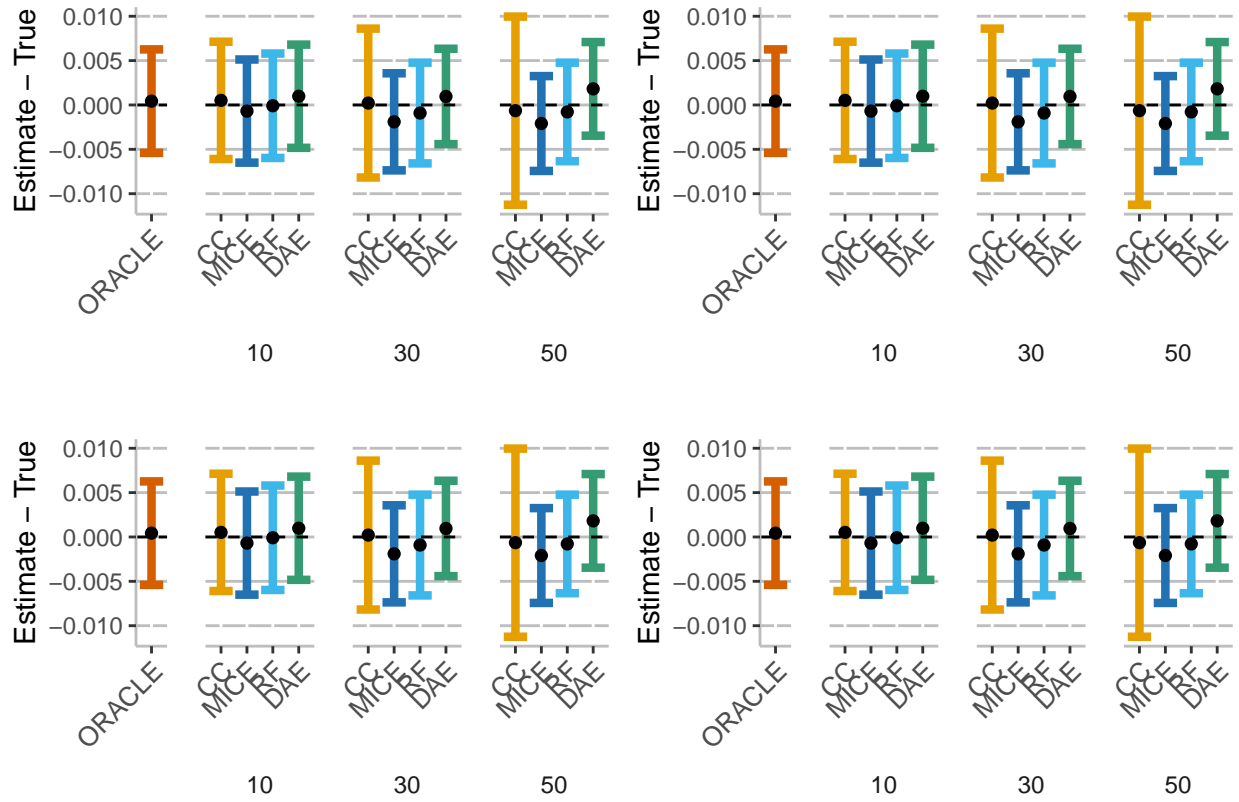 Estimate − True
0.010
0.005
0.000
−0.005
−0.010
ORACLE
CC
MICE
RF
DAE
CC
MICE
RF
DAE
CC
MICE
RF
DAE
10
30
50
Estimate − True
0.010
0.005
0.000
−0.005
−0.010
ORACLE
CC
MICE
RF
DAE
CC
MICE
RF
DAE
CC
MICE
RF
DAE
10
30
50
Estimate − True
0.010
0.005
0.000
−0.005
−0.010
ORACLE
CC
MICE
RF
DAE
CC
MICE
RF
DAE
CC
MICE
RF
DAE
10
30
50
Estimate − True
0.010
0.005
0.000
−0.005
−0.010
ORACLE
CC
MICE
RF
DAE
CC
MICE
RF
DAE
CC
MICE
RF
DAE
10
30
50